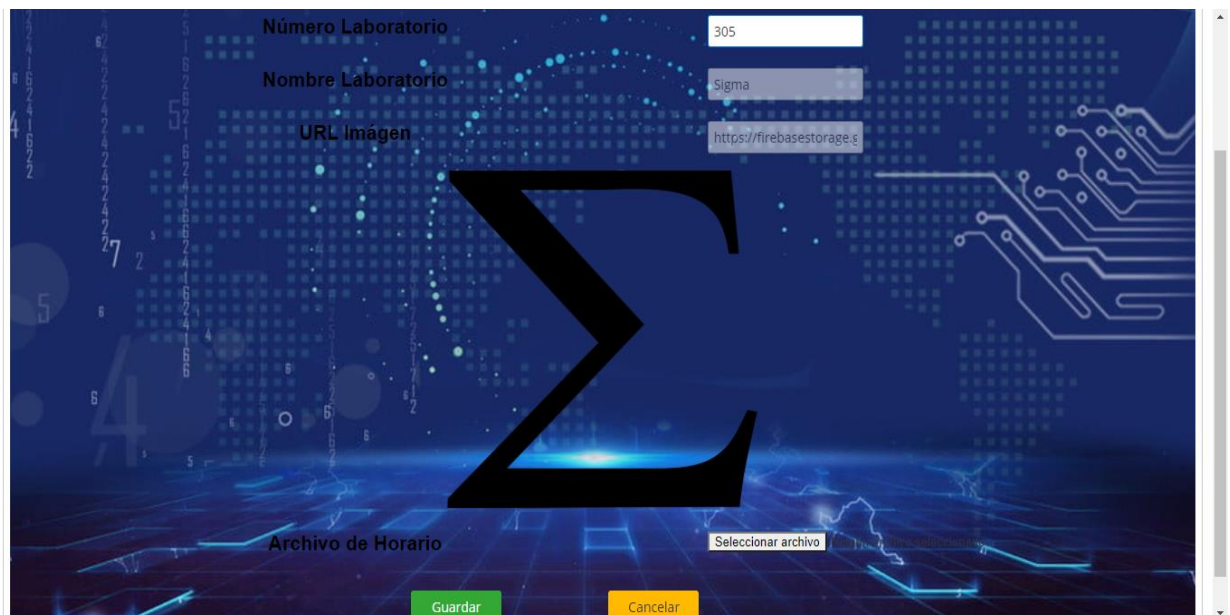 Número Laboratorio 305
Nombre Laboratorio Sigma
URL Imágen https://firebasestorage.g
Σ
Archivo de Horario Seleccionar archivo
Guardar Cancelar